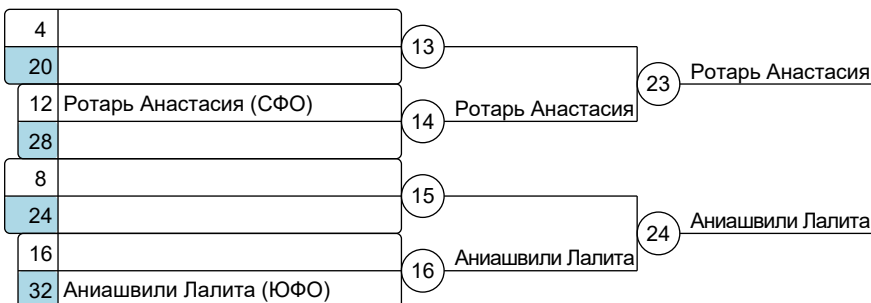 4
13
20
23 Ротарь Анастасия
12 Ротарь Анастасия (СФО)
14 Ротарь Анастасия
28
8
15
24
24 Аниашвили Лалита
16
16 Аниашвили Лалита
32 Аниашвили Лалита (ЮФО)